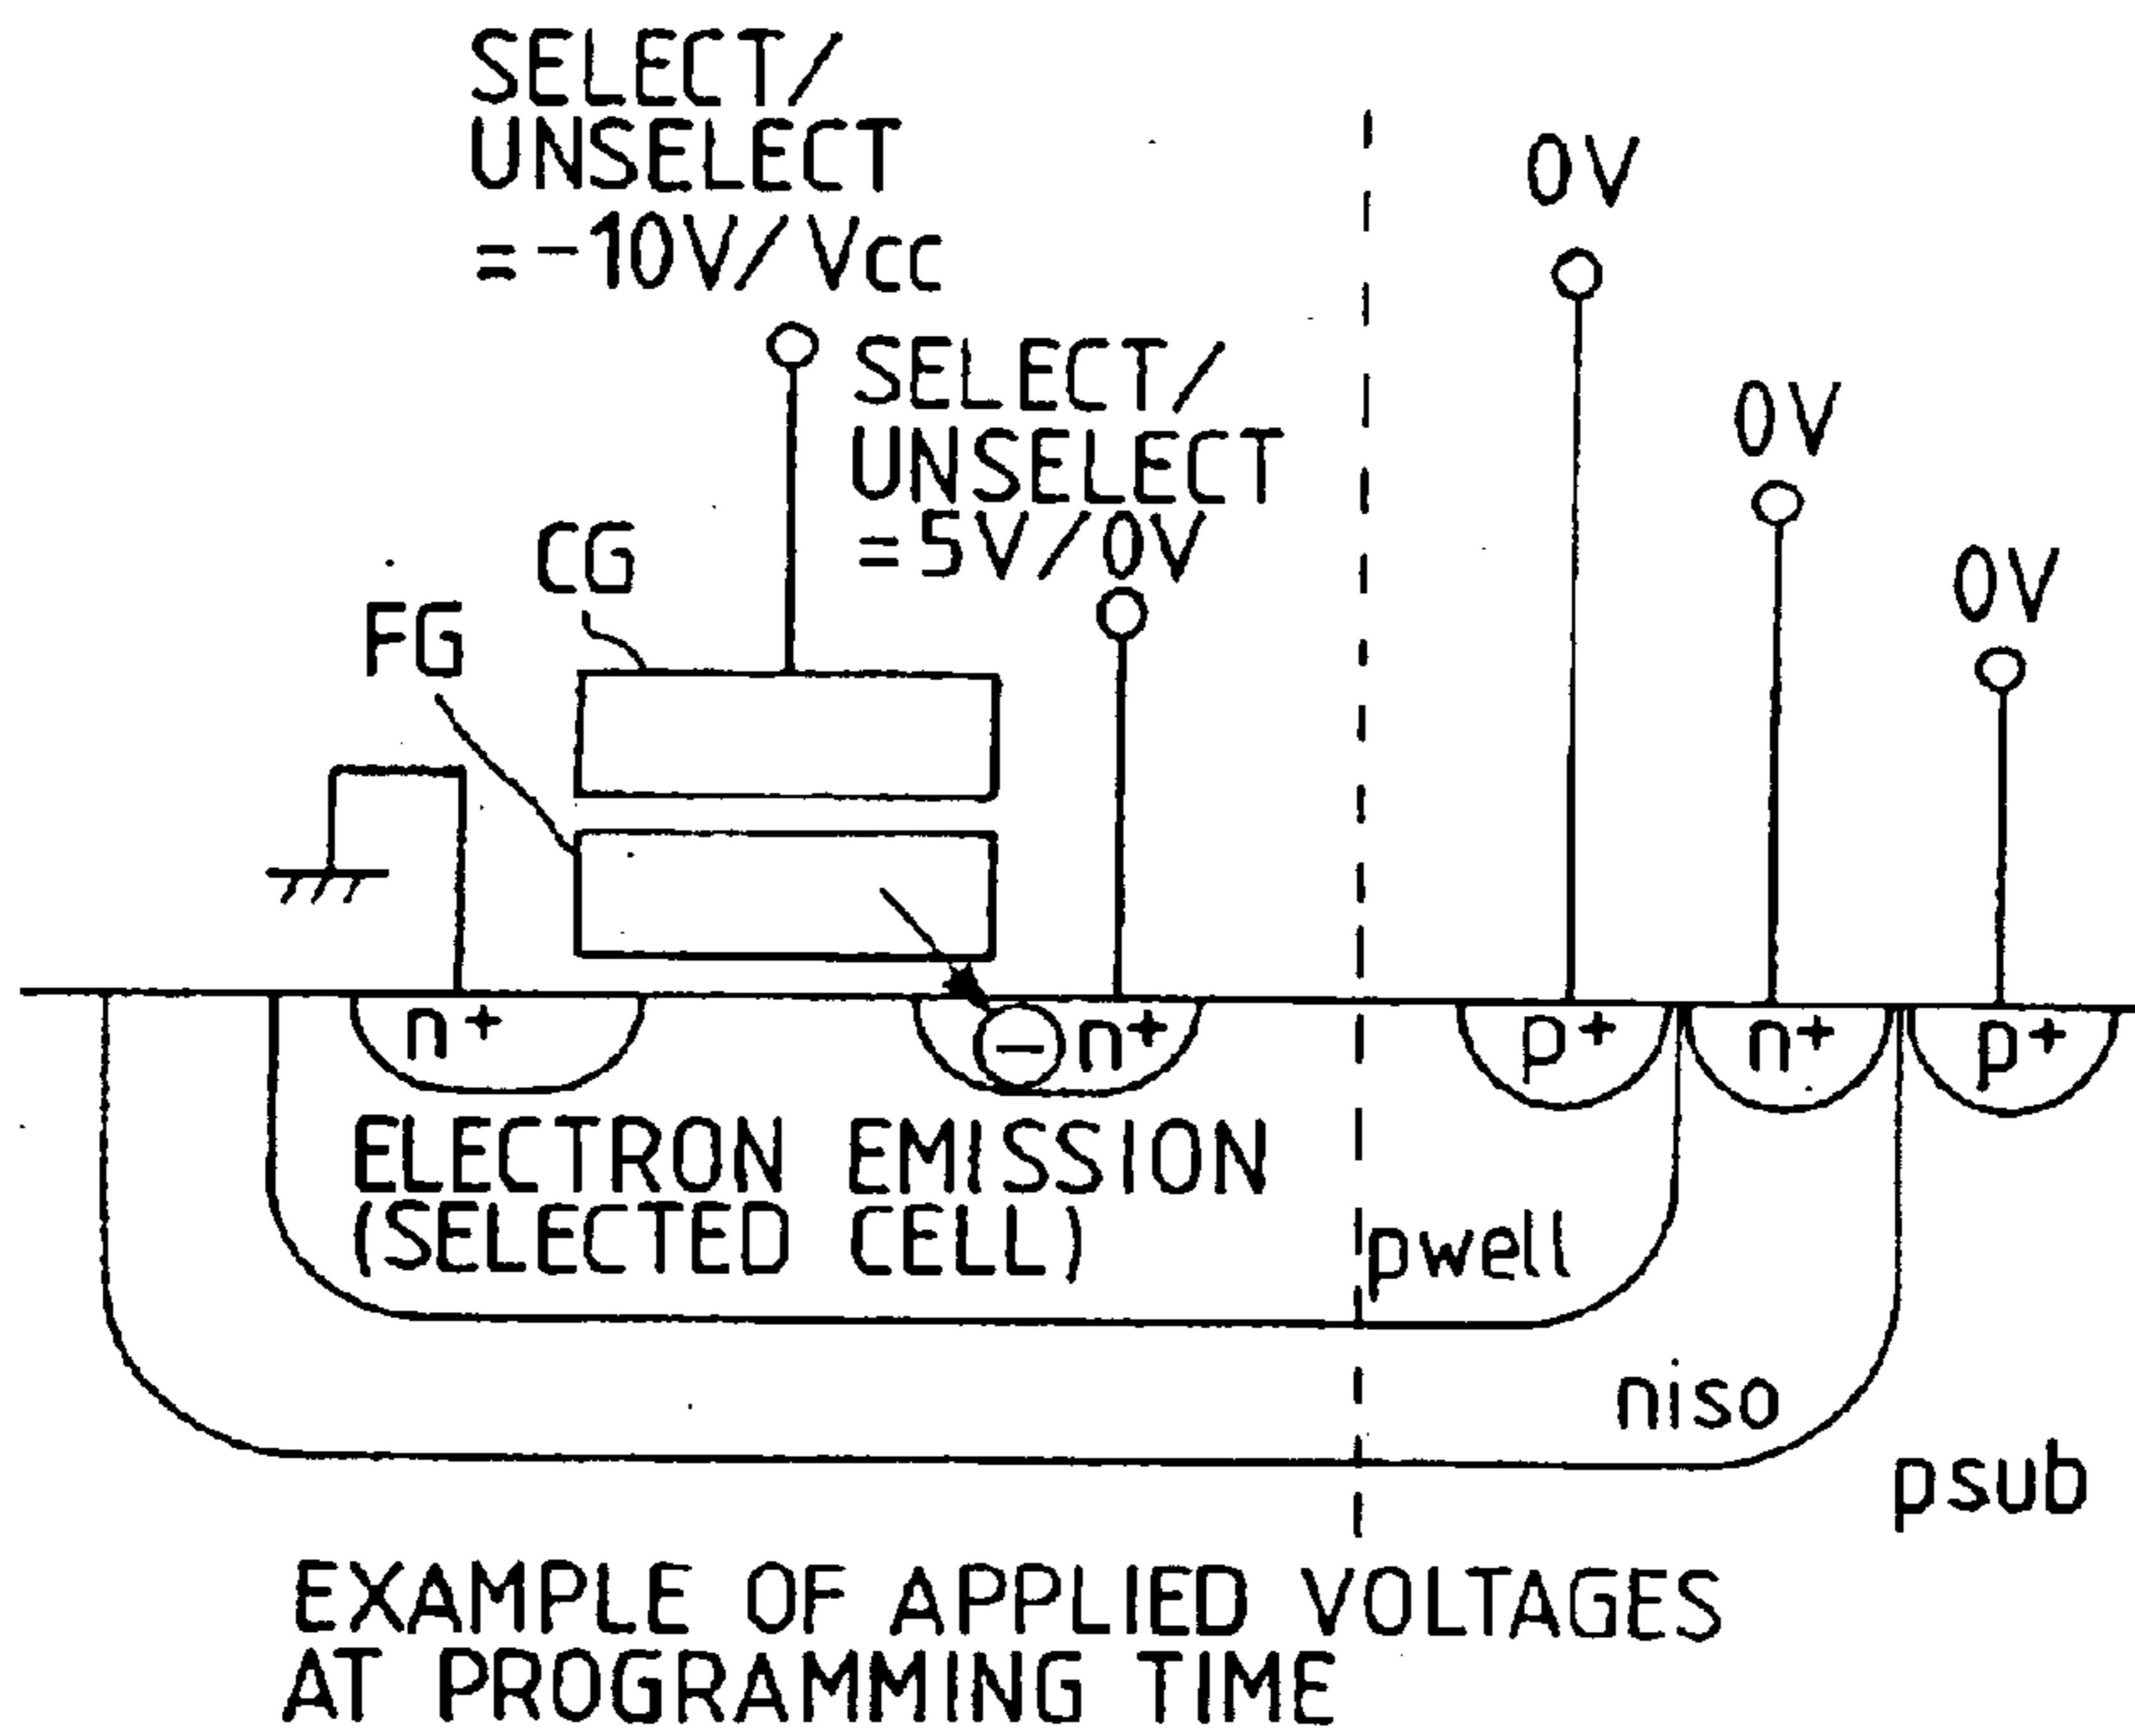 SELECT/
UNSELECT
=-10V/Vcc
SELECT/
UNSELECT
=5V/0V
0V
0V
0V
CG
FG
n+
− n+
p+
n+
p+
ELECTRON EMISSION
(SELECTED CELL)
pwell
niso
psub
EXAMPLE OF APPLIED VOLTAGES
AT PROGRAMMING TIME